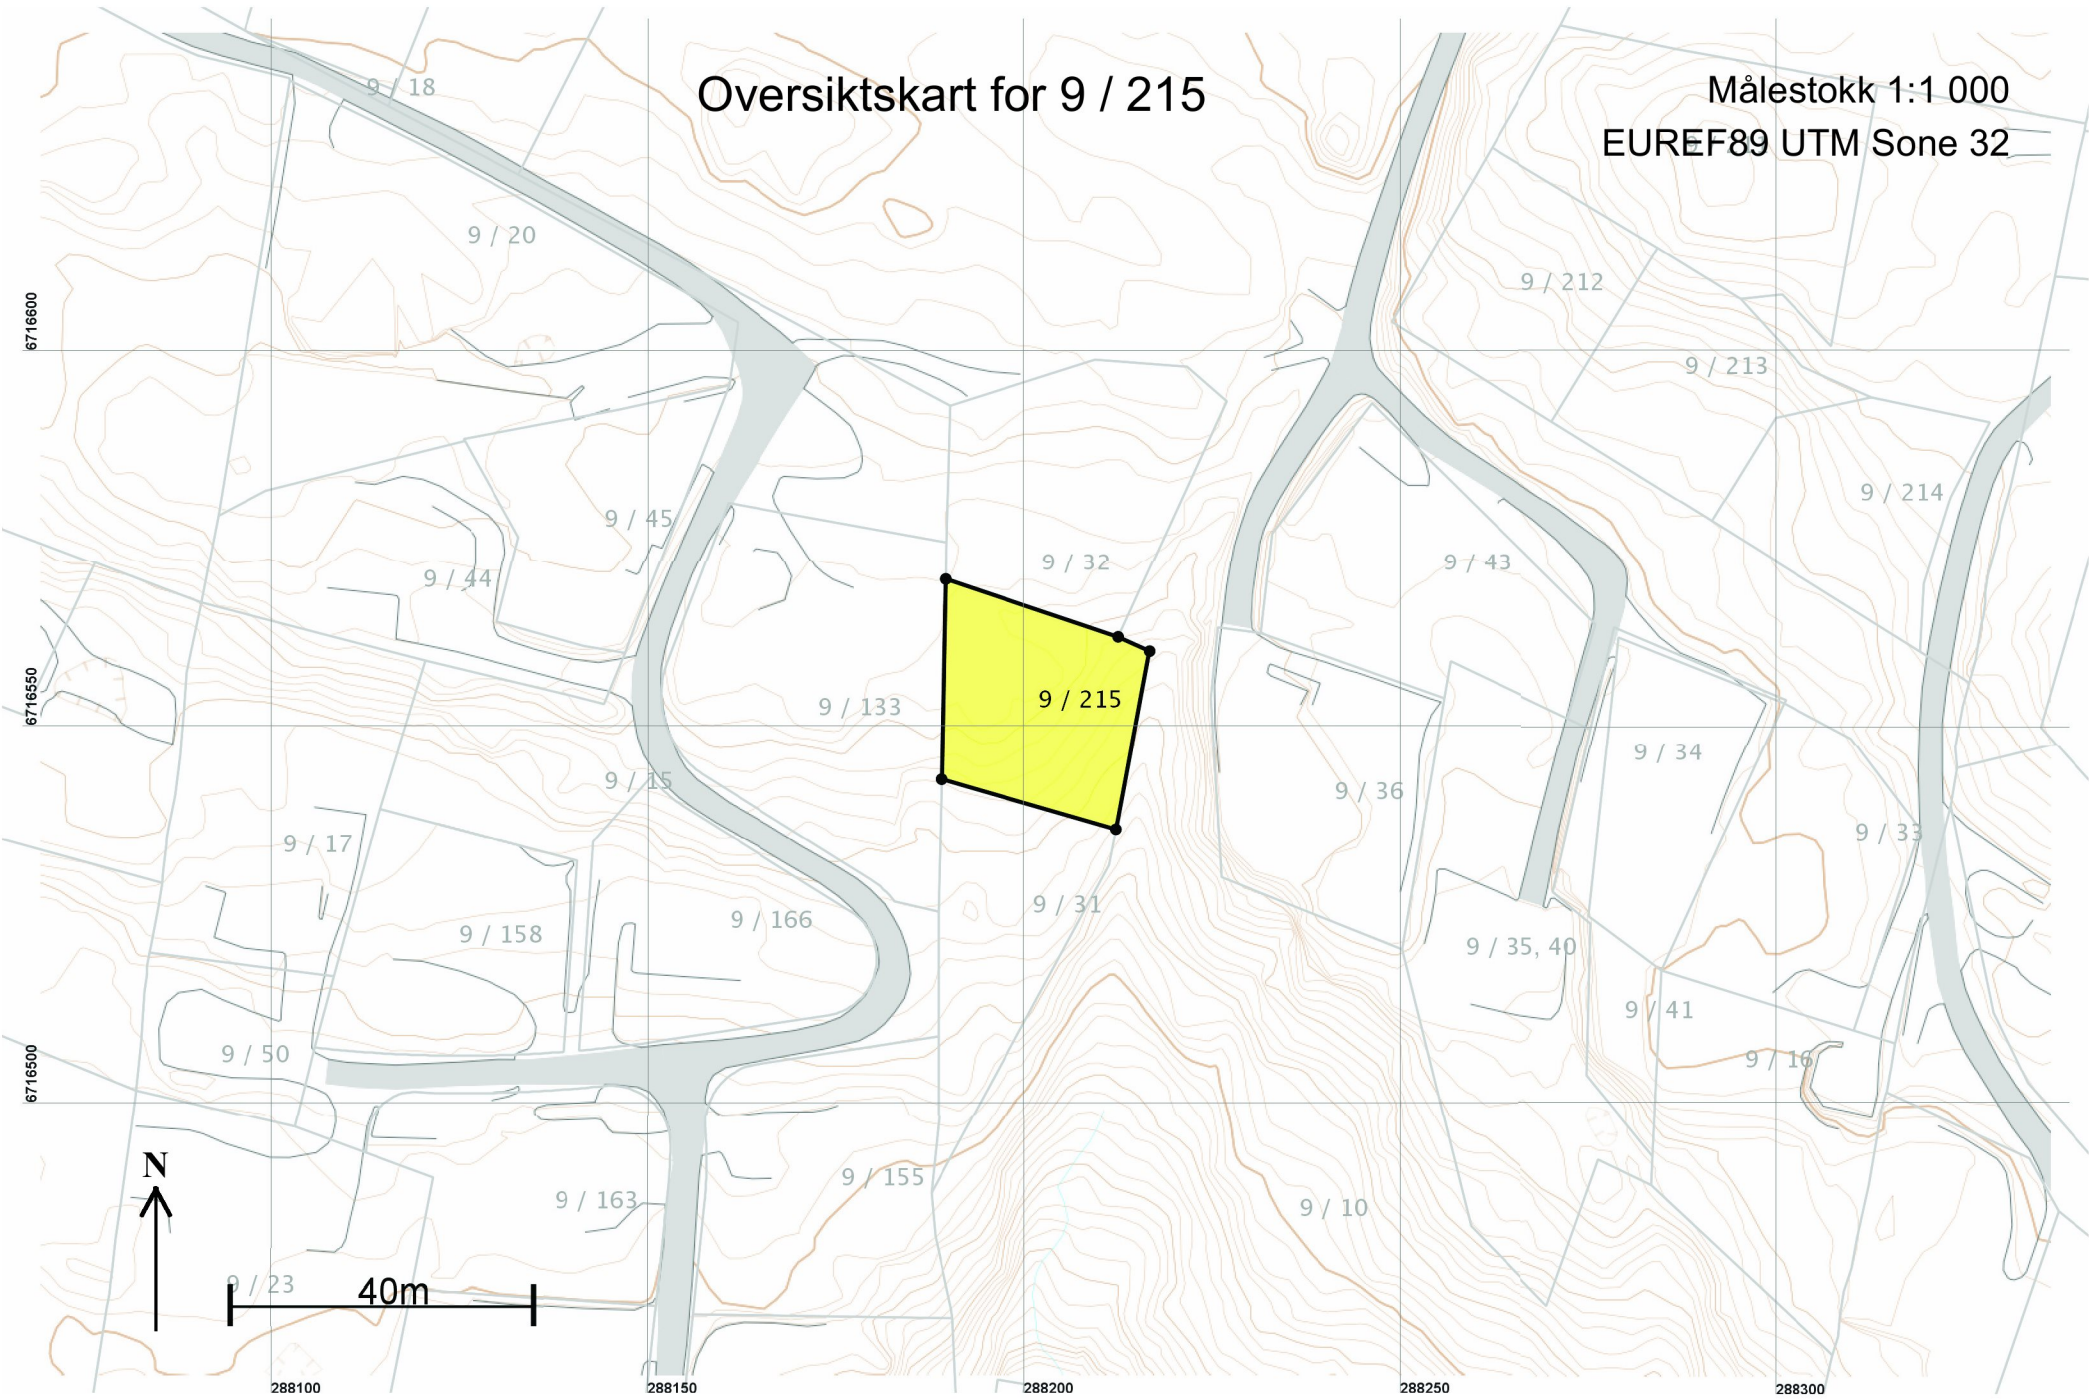 Oversiktskart for 9 / 215
Målestokk 1:1 000
EUREF89 UTM Sone 32
9 / 18
9 / 20
9 / 212
6716600
9 / 213
9 / 214
9 / 45
9 / 44
9 / 32
9 / 43
6716550
9 / 133
9 / 215
9 / 34
9 / 15
9 / 36
9 / 17
9 / 33
9 / 158
9 / 166
9 / 31
9 / 35, 40
9 / 41
9 / 50
9 / 16
6716500
N
9 / 163
9 / 155
9 / 10
9 / 23
40m
288100
288150
288200
288250
288300